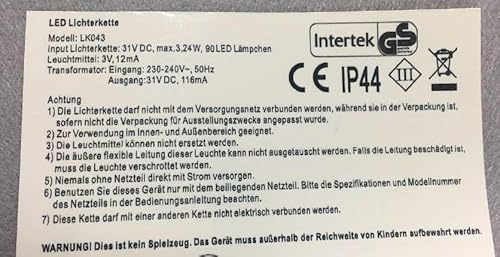 LED Lichterkette
Modell: LK043
Input Lichterkette: 31V DC, max.3,24W, 90LED Lämpchen
Leuchtmittel: 3V, 12mA
Transformator: Eingang: 230-240V~, 50Hz
Ausgang: 31V DC, 116mA
Intertek GS
CE IP44 III
Achtung
1) Die Lichterkette darf nicht mit dem Versorgungsnetz verbunden werden, während sie in der Verpackung ist,
sofern nicht die Verpackung für Ausstellungszwecke angepasst wurde.
2) Zur Verwendung im Innen- und Außenbereich geeignet.
3) Die Leuchtmittel können nicht ersetzt werden.
4) Die äußere flexible Leitung dieser Leuchte kann nicht ausgetauscht werden. Falls die Leitung beschädigt ist,
muss die Leuchte verschrottet werden.
5) Niemals ohne Netzteil direkt mit Strom versorgen.
6) Benutzen Sie dieses Gerät nur mit dem beiliegenden Netzteil. Bitte die Spezifikationen und Modellnummer
des Netzteils in der Bedienungsanleitung beachten.
7) Diese Kette darf mit einer anderen Kette nicht elektrisch verbunden werden.
WARNUNG! Dies ist kein Spielzeug. Das Gerät muss außerhalb der Reichweite von Kindern aufbewahrt werden.